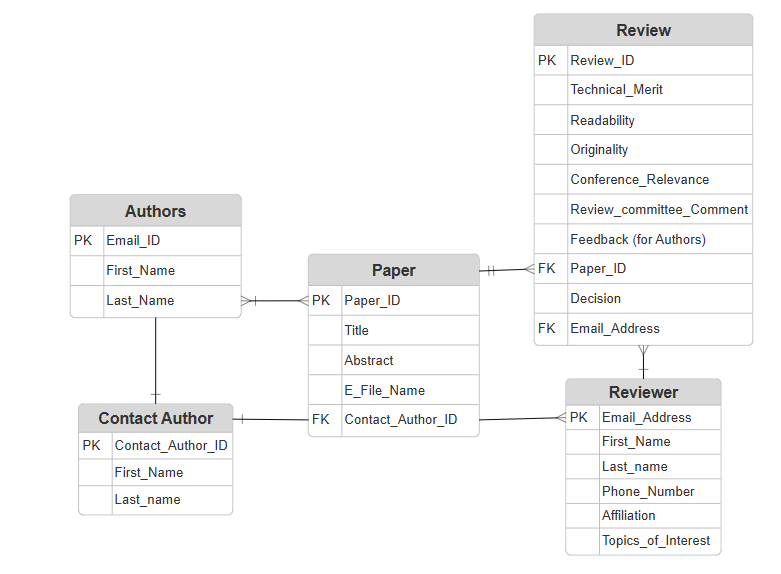 Review
PK Review_ID
Technical_Merit
Readability
Originality
Conference_Relevance
Review_committee_Comment
Feedback (for Authors)
FK Paper_ID
Decision
FK Email_Address
Authors
PK Email_ID
First_Name
Last_Name
Paper
PK Paper_ID
Title
Abstract
E_File_Name
FK Contact_Author_ID
Contact Author
PK Contact_Author_ID
First_Name
Last_name
Reviewer
PK Email_Address
First_Name
Last_name
Phone_Number
Affiliation
Topics_of_Interest